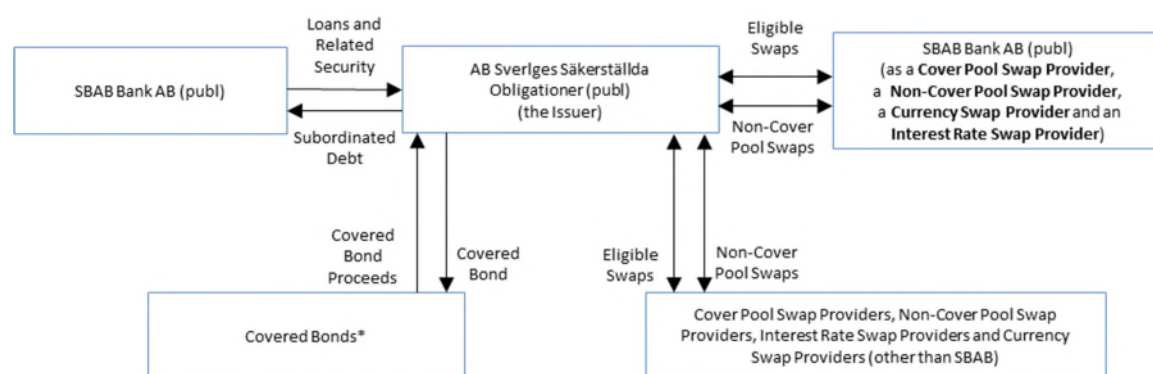 Loans and
Related
Security
SBAB Bank AB (publ)
Subordinated
Debt
AB Sverlges Säkerställda
Obligationer (publ)
(the Issuer)
Eligible
Swaps
Non-Cover
Pool Swaps
SBAB Bank AB (publ)
(as a Cover Pool Swap Provider,
a Non-Cover Pool Swap Provider,
a Currency Swap Provider and an
Interest Rate Swap Provider)
Covered
Bond
Proceeds
Covered
Bond
Eligible
Swaps
Non-Cover
Pool Swaps
Covered Bonds*
Cover Pool Swap Providers, Non-Cover Pool Swap
Providers, Interest Rate Swap Providers and Currency
Swap Providers (other than SBAB)